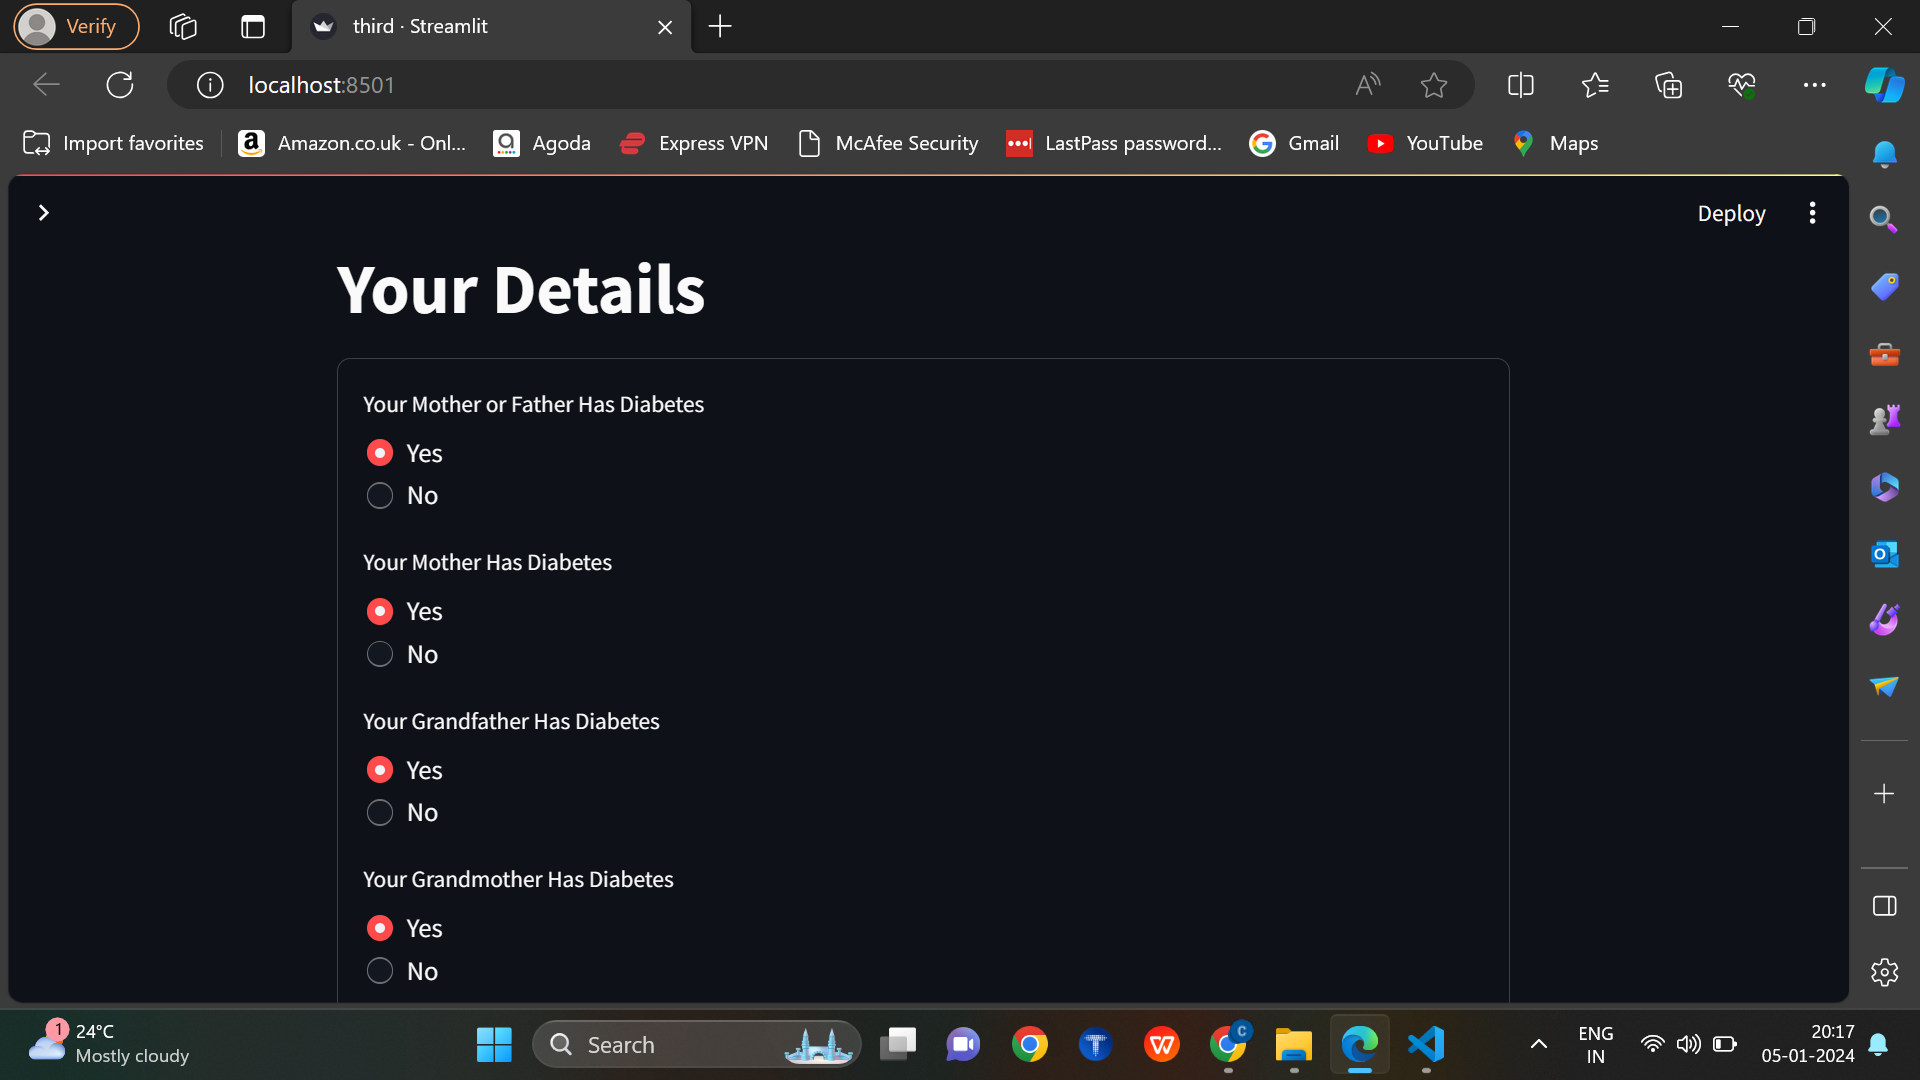 Verify
third · Streamlit
localhost:8501
Import favorites
Amazon.co.uk - Onl...
Agoda
Express VPN
McAfee Security
LastPass password...
Gmail
YouTube
Maps
Deploy
Your Details
Your Mother or Father Has Diabetes
Yes
No
Your Mother Has Diabetes
Yes
No
Your Grandfather Has Diabetes
Yes
No
Your Grandmother Has Diabetes
Yes
No
1
24°C
Mostly cloudy
Search
C
ENG
IN
20:17
05-01-2024